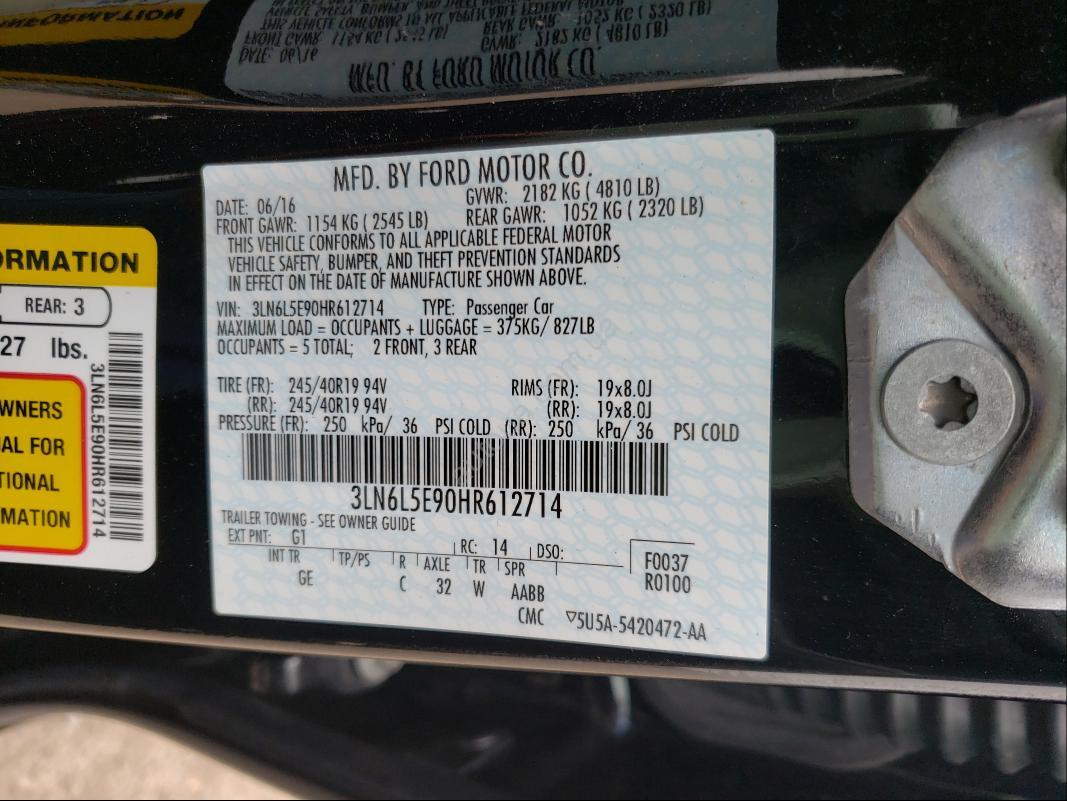 MFD. BY FORD MOTOR CO.
DATE: 06/16 GVWR: 2182 KG ( 4810 LB)
FRONT GAWR: 1154 KG ( 2545 LB) REAR GAWR: 1052 KG ( 2320 LB)
THIS VEHICLE CONFORMS TO ALL APPLICABLE FEDERAL MOTOR
VEHICLE SAFETY, BUMPER, AND THEFT PREVENTION STANDARDS
IN EFFECT ON THE DATE OF MANUFACTURE SHOWN ABOVE.
VIN: 3LN6L5E90HR612714 TYPE: Passenger Car
MAXIMUM LOAD = OCCUPANTS + LUGGAGE = 375KG/ 827LB
OCCUPANTS = 5 TOTAL; 2 FRONT, 3 REAR
TIRE (FR): 245/40R19 94V RIMS (FR): 19x8.0J
(RR): 245/40R19 94V (RR): 19x8.0J
PRESSURE (FR): 250 kPa/ 36 PSI COLD (RR): 250 kPa/ 36 PSI COLD
3LN6L5E90HR612714
TRAILER TOWING - SEE OWNER GUIDE
EXT PNT: G1 RC: 14 DSO: F0037
INT TR TP/PS R AXLE TR SPR R0100
GE C 32 W AABB
CMC ▽5U5A-5420472-AA
ORMATION
REAR: 3
27 lbs.
WNERS
AL FOR
TIONAL
MATION
3LN6L5E90HR612714